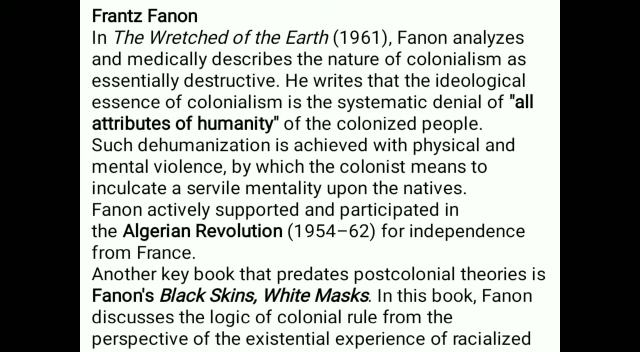 Frantz Fanon
In The Wretched of the Earth (1961), Fanon analyzes
and medically describes the nature of colonialism as
essentially destructive. He writes that the ideological
essence of colonialism is the systematic denial of "all
attributes of humanity" of the colonized people.
Such dehumanization is achieved with physical and
mental violence, by which the colonist means to
inculcate a servile mentality upon the natives.
Fanon actively supported and participated in
the Algerian Revolution (1954–62) for independence
from France.
Another key book that predates postcolonial theories is
Fanon's Black Skins, White Masks. In this book, Fanon
discusses the logic of colonial rule from the
perspective of the existential experience of racialized